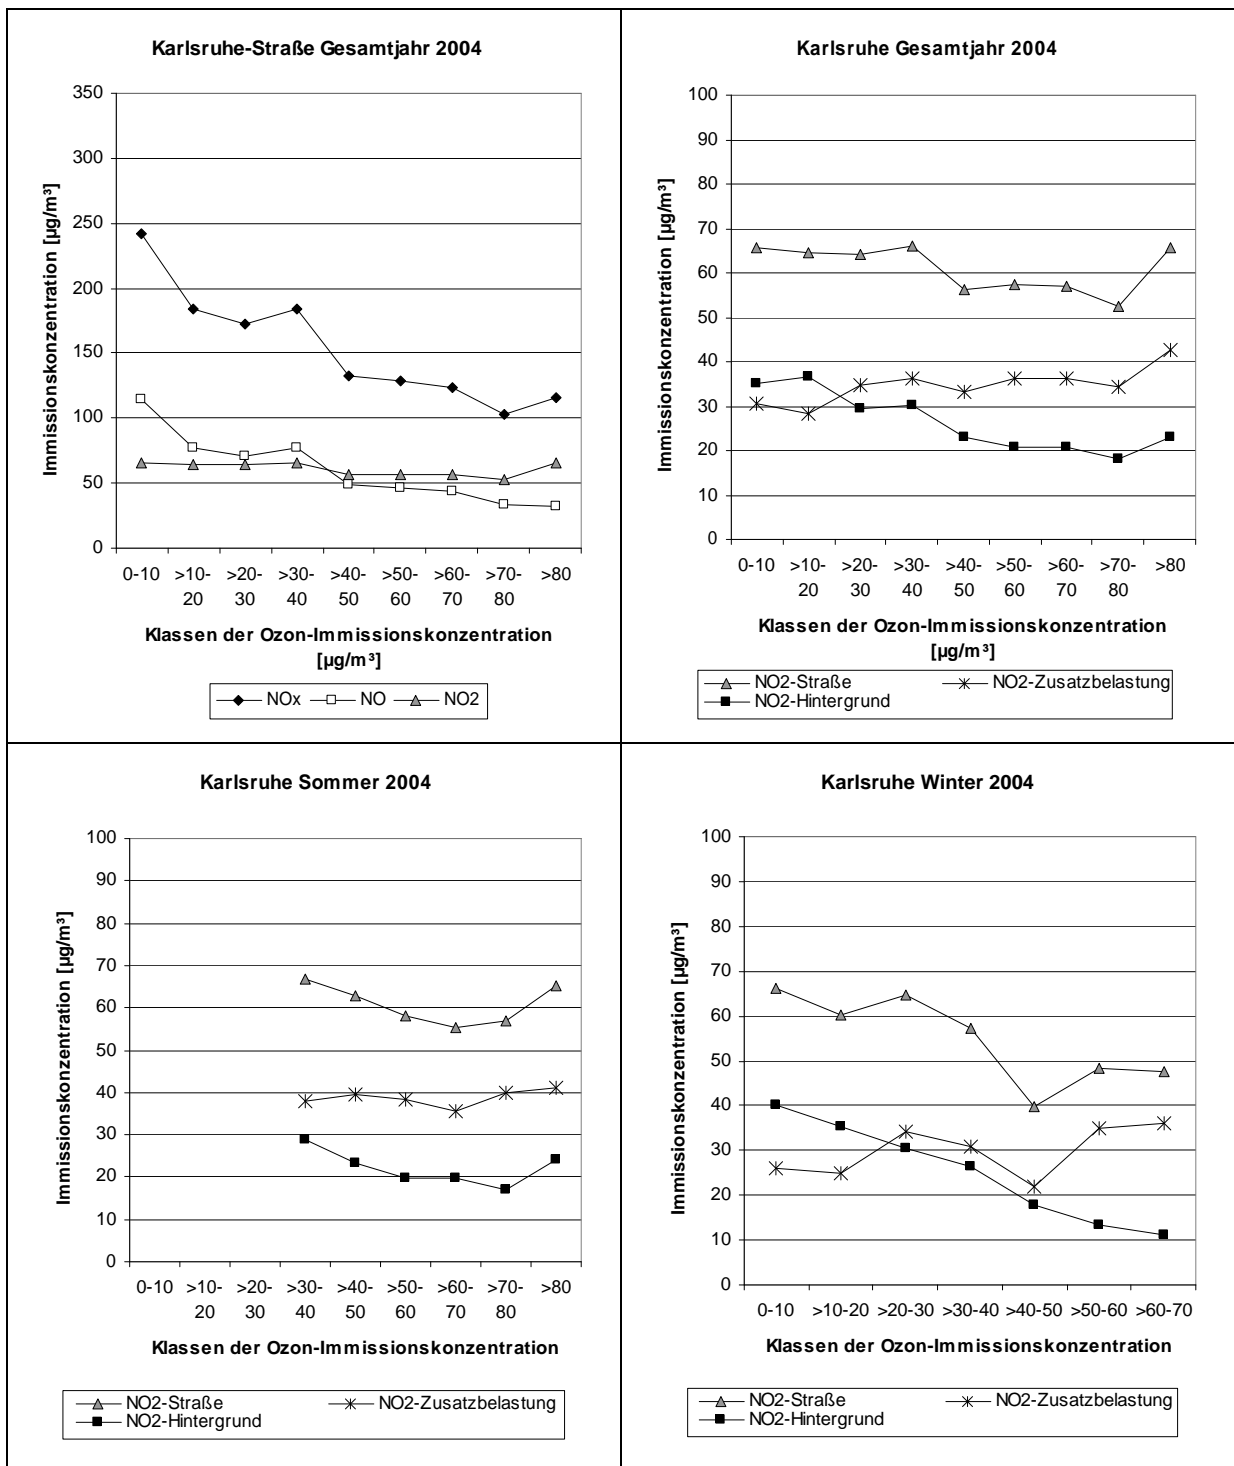 Karlsruhe-Straße Gesamtjahr 2004
Immissionskonzentration [µg/m³]
350
300
250
200
150
100
50
0
0-10 >10- >20- >30- >40- >50- >60- >70- >80
20 30 40 50 60 70 80
Klassen der Ozon-Immissionskonzentration
[µg/m³]
NOx NO NO2
Karlsruhe Gesamtjahr 2004
Immissionskonzentration [µg/m³]
100
90
80
70
60
50
40
30
20
10
0
0-10 >10- >20- >30- >40- >50- >60- >70- >80
20 30 40 50 60 70 80
Klassen der Ozon-Immissionskonzentration
[µg/m³]
NO2-Straße NO2-Zusatzbelastung
NO2-Hintergrund
Karlsruhe Sommer 2004
Immissionskonzentration [µg/m³]
100
90
80
70
60
50
40
30
20
10
0
0-10 >10- >20- >30- >40- >50- >60- >70- >80
20 30 40 50 60 70 80
Klassen der Ozon-Immissionskonzentration
NO2-Straße NO2-Zusatzbelastung
NO2-Hintergrund
Karlsruhe Winter 2004
Immissionskonzentration [µg/m³]
100
90
80
70
60
50
40
30
20
10
0
0-10 >10-20 >20-30 >30-40 >40-50 >50-60 >60-70
Klassen der Ozon-Immissionskonzentration
NO2-Straße NO2-Zusatzbelastung
NO2-Hintergrund